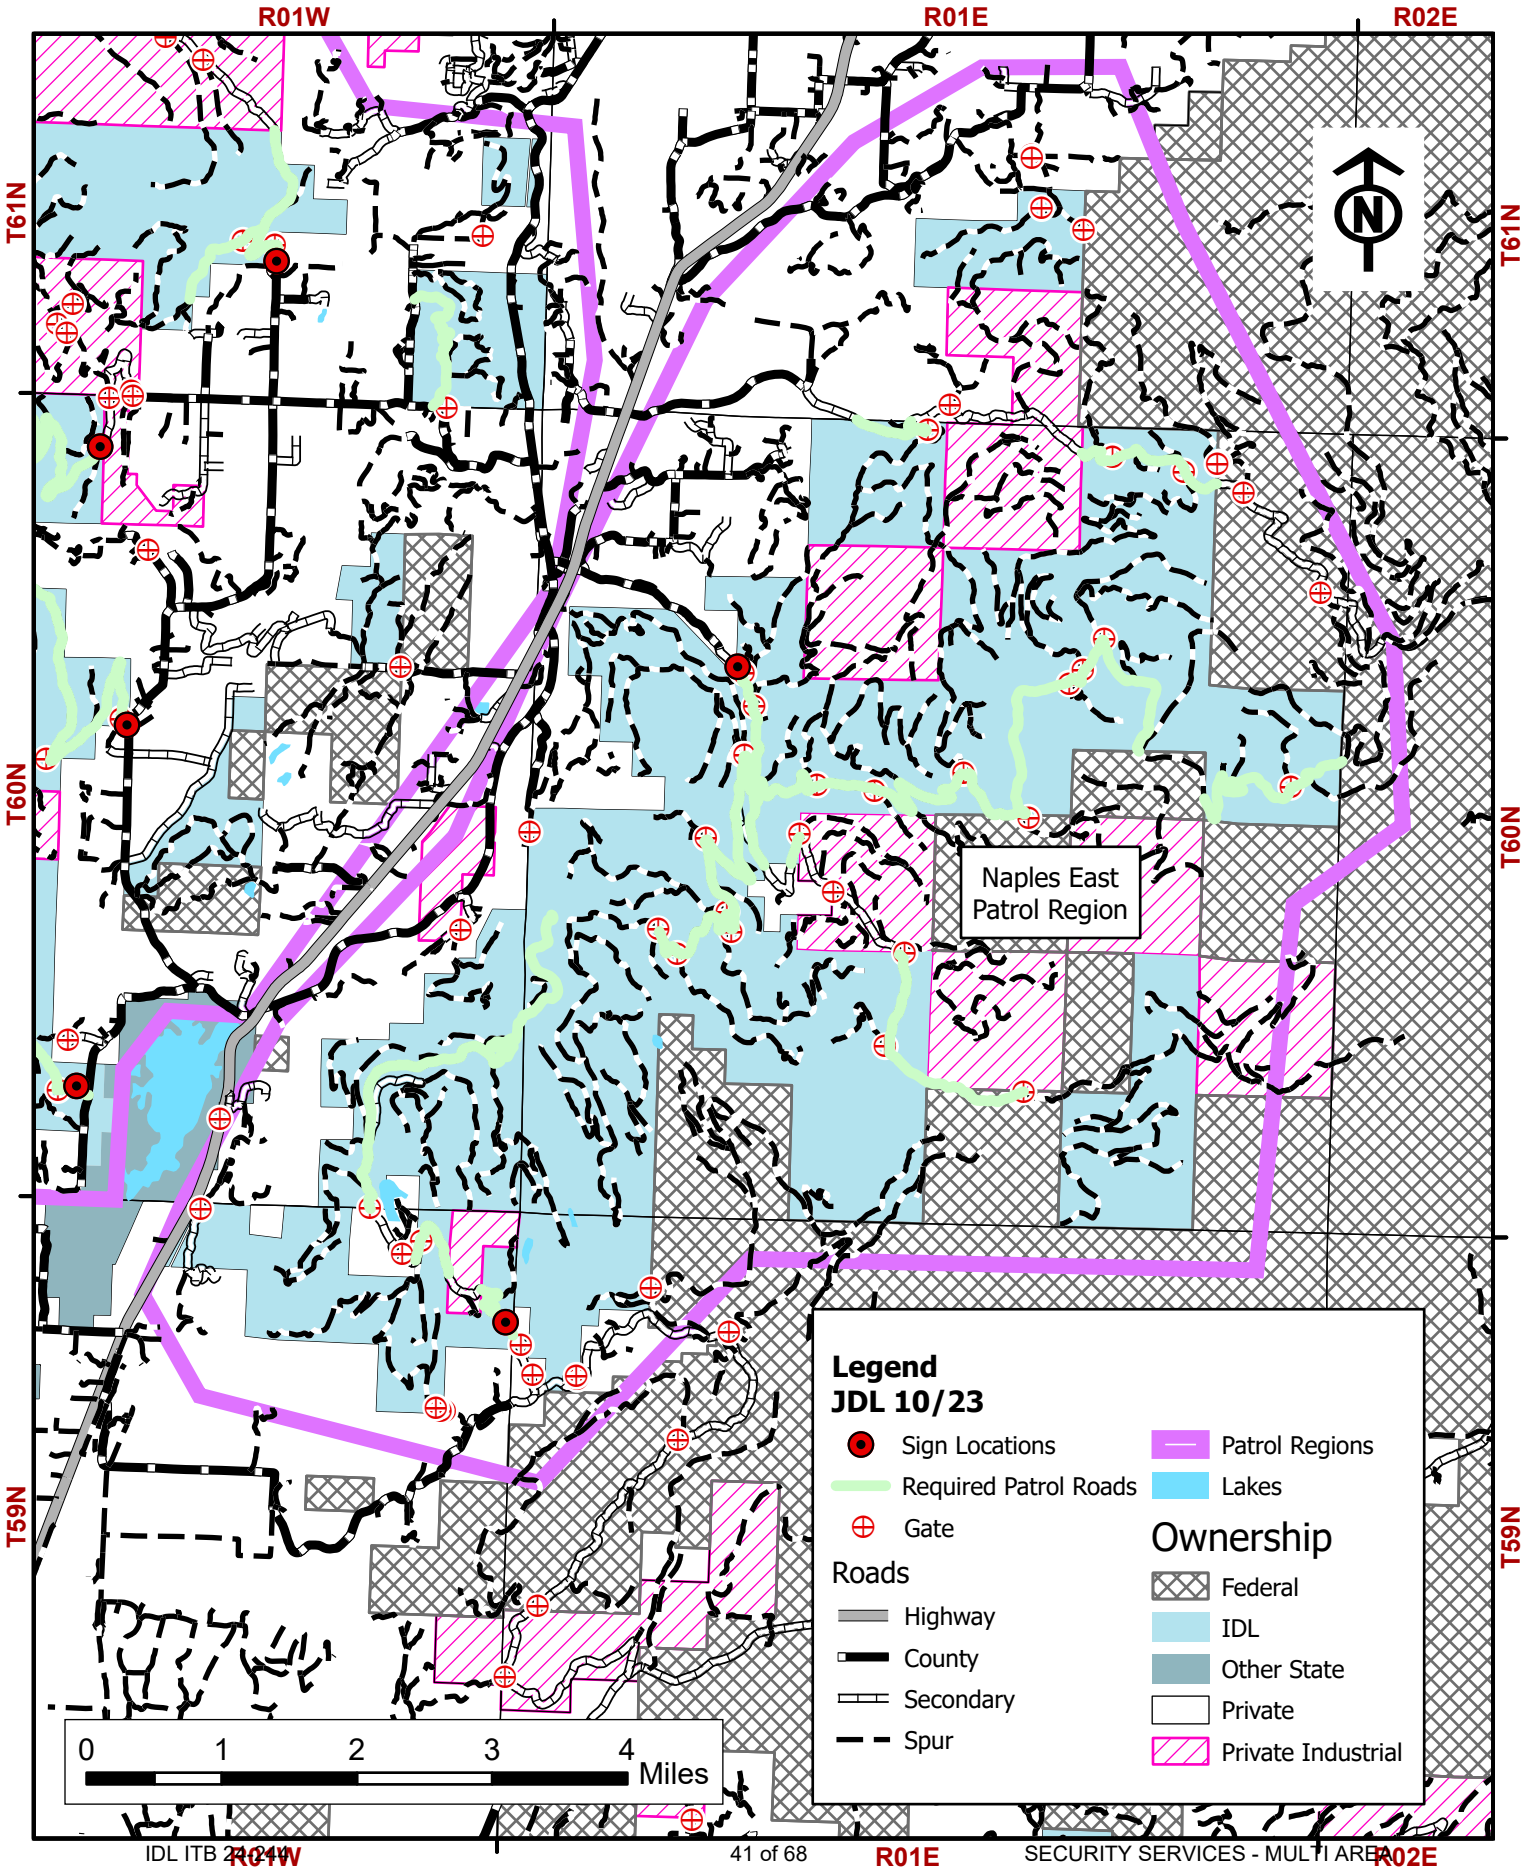 R01W
R01E
R02E
T61N
T61N
N
T60N
T60N
Naples East
Patrol Region
T59N
T59N
Legend
JDL 10/23
Sign Locations
Required Patrol Roads
Gate
Roads
Highway
County
Secondary
Spur
Patrol Regions
Lakes
Ownership
Federal
IDL
Other State
Private
Private Industrial
0 1 2 3 4
Miles
IDL ITB 24-244
R01W
41 of 68
R01E
SECURITY SERVICES - MULTI AREA
R02E